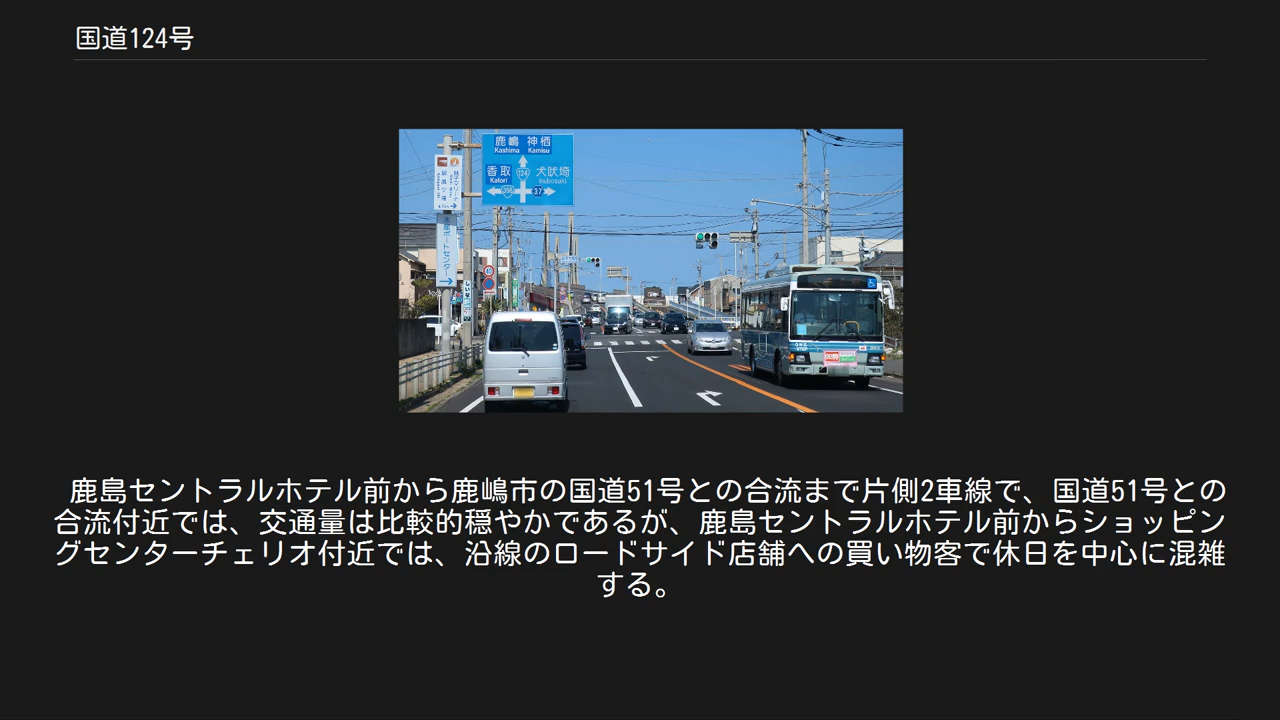 国道124号
鹿嶋 神栖
Kashima Kamisu
香取 124 犬吠埼
Katori Inubosaki
356 37
鹿島セントラルホテル前から鹿嶋市の国道51号との合流まで片側2車線で、国道51号との
合流付近では、交通量は比較的穏やかであるが、鹿島セントラルホテル前からショッピン
グセンターチェリオ付近では、沿線のロードサイド店舗への買い物客で休日を中心に混雑
する。